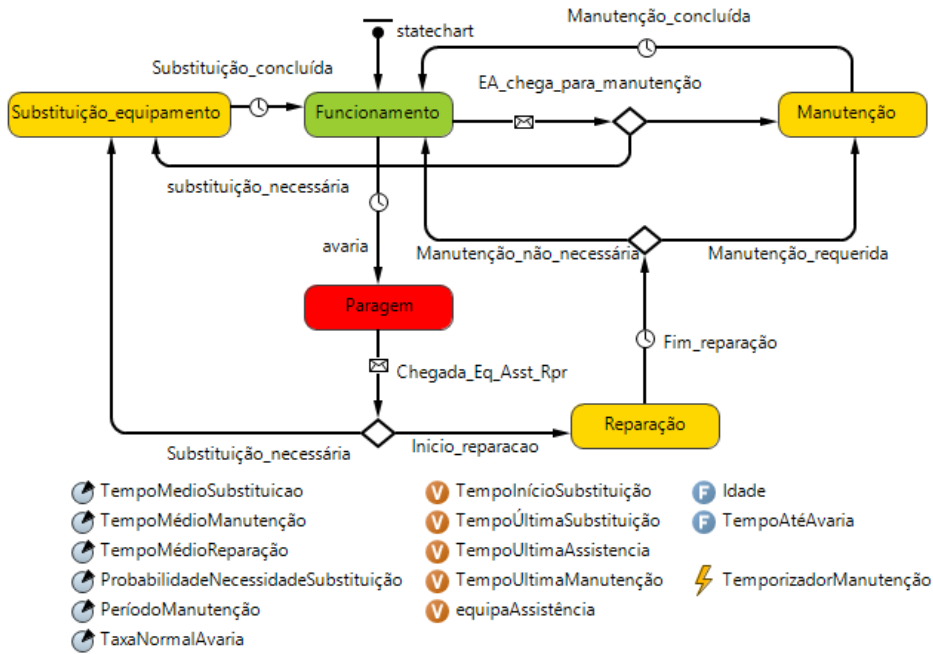 Manutenção_concluída
statechart
Substituição_concluída
EA_chega_para_manutenção
Substituição_equipamento
Funcionamento
Manutenção
substituição_necessária
avaria
Manutenção_não_necessária
Manutenção_requerida
Paragem
Fim_reparação
Chegada_Eq_Asst_Rpr
Reparação
Substituição_necessária
Inicio_reparacao
TempoMedioSubstituicao
TempoMédioManutenção
TempoMédioReparação
ProbabilidadeNecessidadeSubstituição
PeríodoManutenção
TaxaNormalAvaria
V TempoInícioSubstituição
V TempoÚltimaSubstituição
V TempoUltimaAssistencia
V TempoUltimaManutenção
V equipaAssistência
F Idade
F TempoAtéAvaria
TemporizadorManutenção